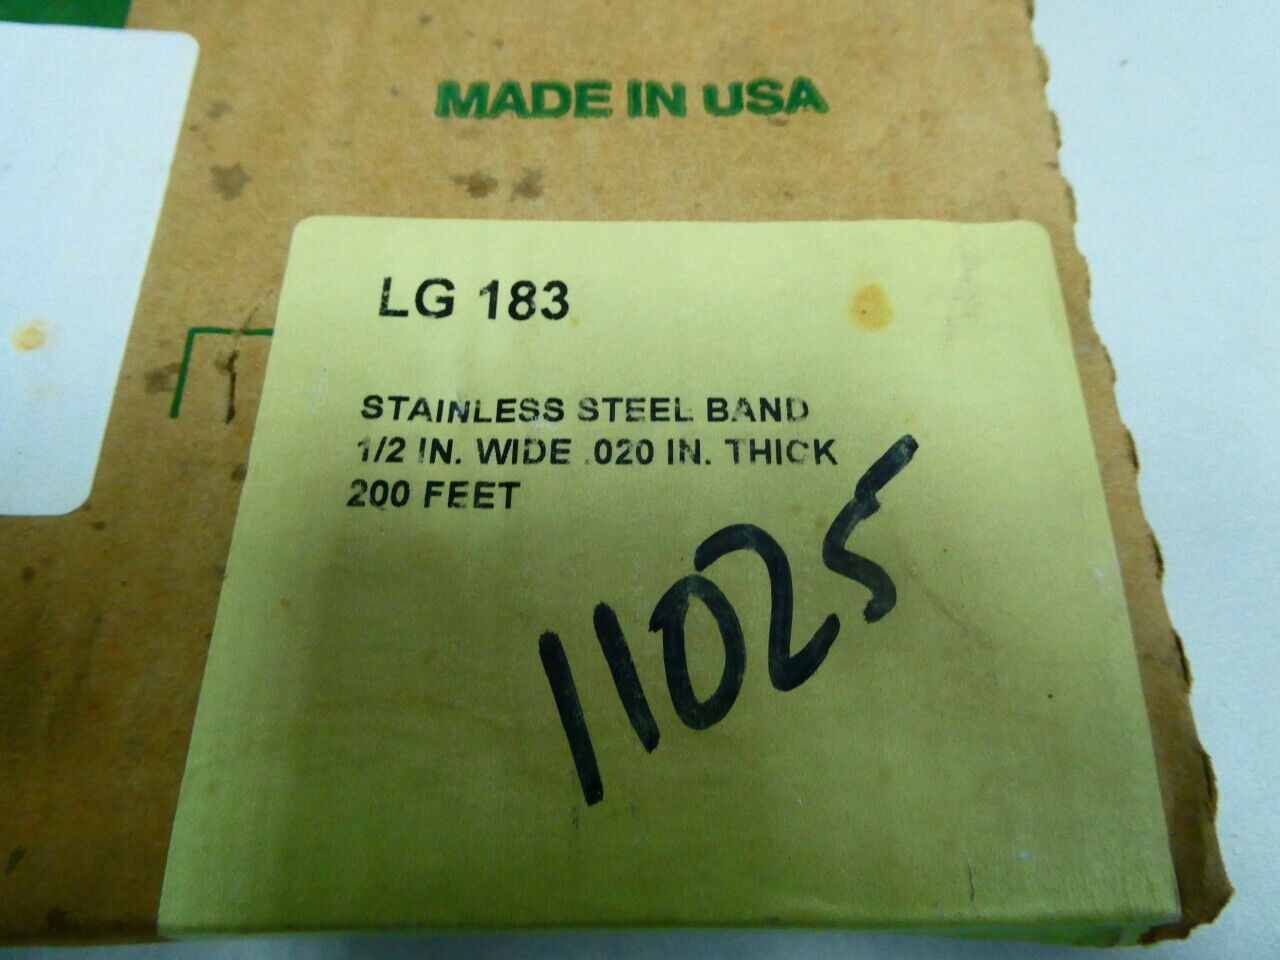 MADE IN USA
LG 183
STAINLESS STEEL BAND
1/2 IN. WIDE .020 IN. THICK
200 FEET
11025